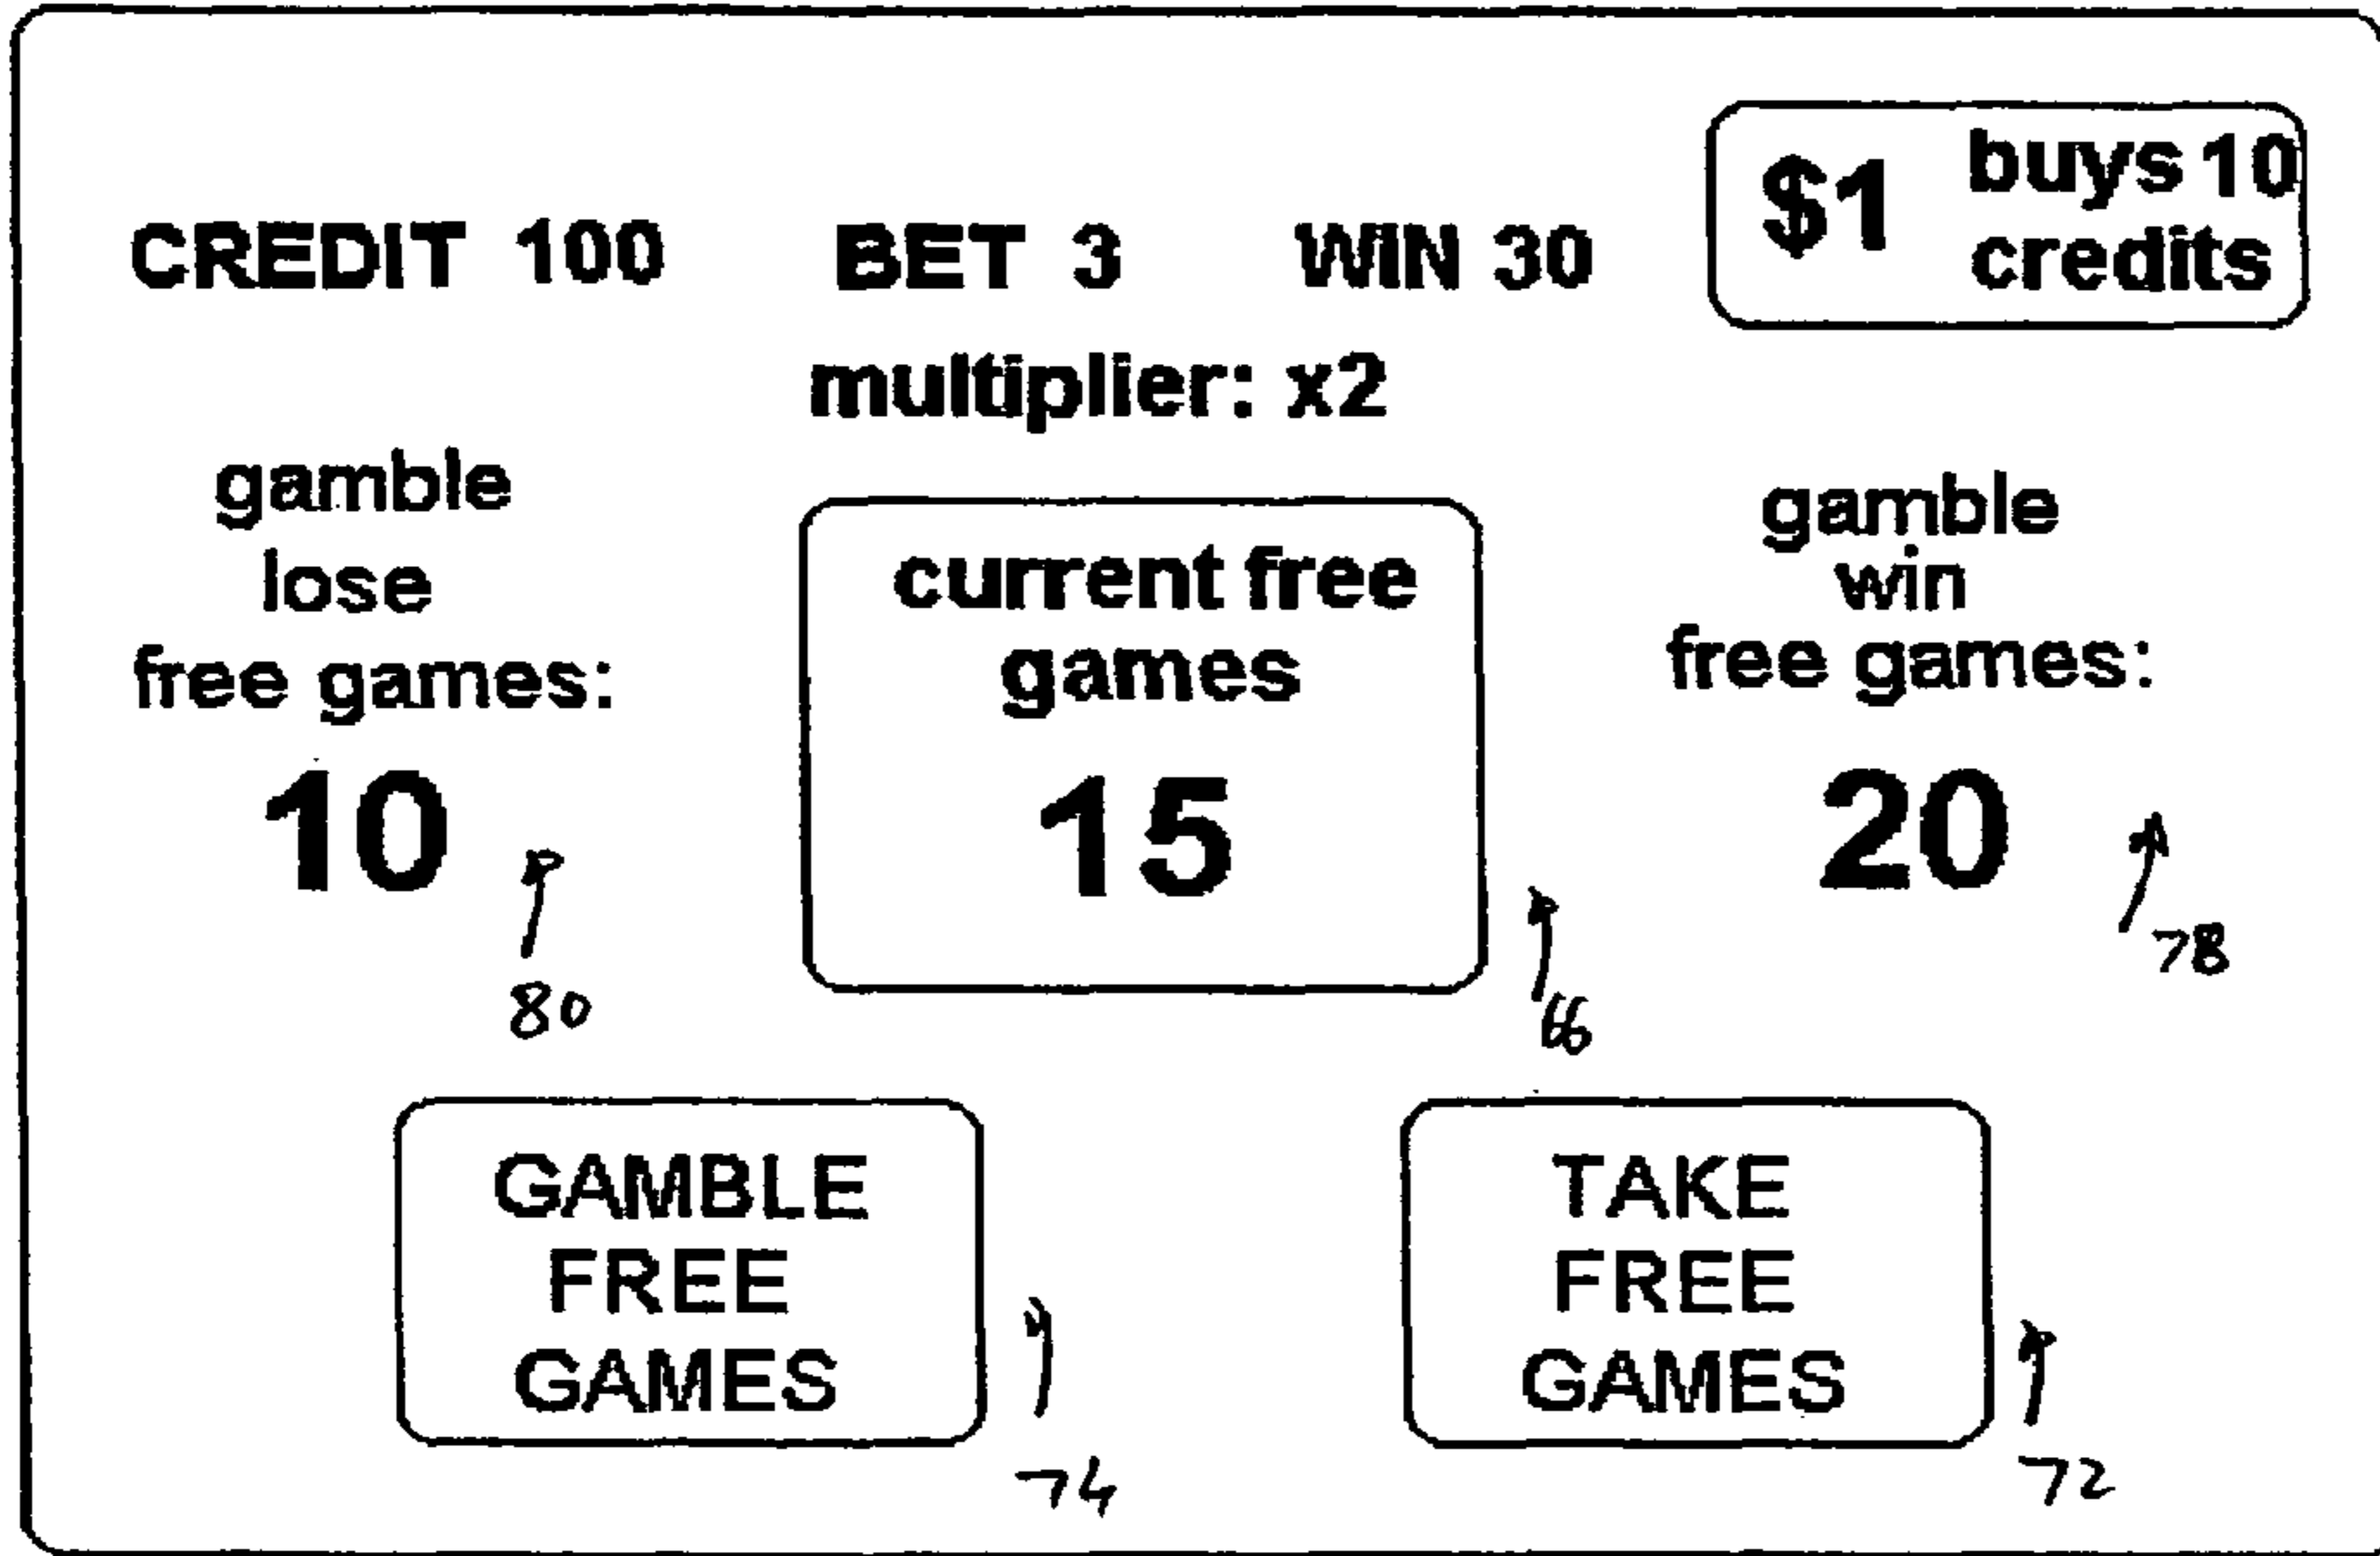 $1 buys 10
credits
CREDIT 100 BET 3 WIN 30
multiplier: x2
gamble
lose
free games:
10
80
current free
games
15
66
gamble
win
free games:
20
78
GAMBLE
FREE
GAMES
74
TAKE
FREE
GAMES
72